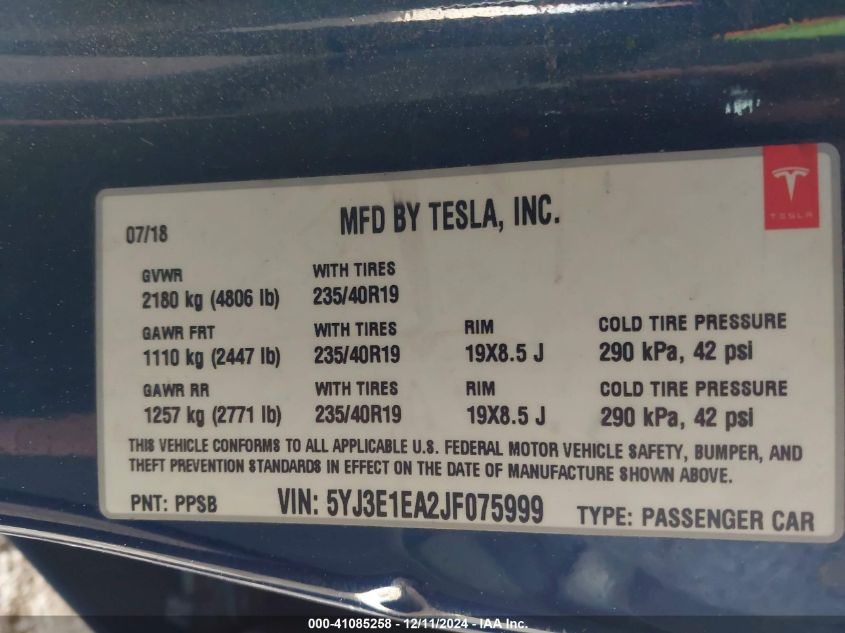 TESLA
07/18 MFD BY TESLA, INC.
GVWR WITH TIRES
2180 kg (4806 lb) 235/40R19
GAWR FRT WITH TIRES RIM COLD TIRE PRESSURE
1110 kg (2447 lb) 235/40R19 19X8.5 J 290 kPa, 42 psi
GAWR RR WITH TIRES RIM COLD TIRE PRESSURE
1257 kg (2771 lb) 235/40R19 19X8.5 J 290 kPa, 42 psi
THIS VEHICLE CONFORMS TO ALL APPLICABLE U.S. FEDERAL MOTOR VEHICLE SAFETY, BUMPER, AND
THEFT PREVENTION STANDARDS IN EFFECT ON THE DATE OF MANUFACTURE SHOWN ABOVE.
PNT: PPSB VIN: 5YJ3E1EA2JF075999 TYPE: PASSENGER CAR
000-41085258 - 12/11/2024 - IAA Inc.